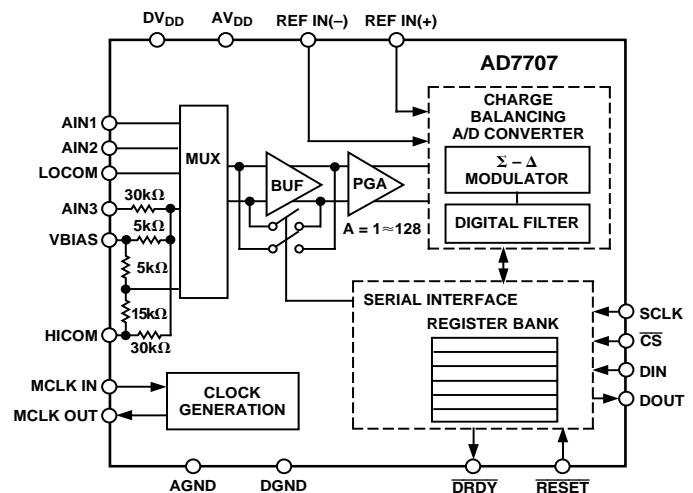 DVDD
AVDD
REF IN(–)
REF IN(+)
AD7707
CHARGE
BALANCING
A/D CONVERTER
Σ – Δ
MODULATOR
DIGITAL FILTER
AIN1
AIN2
LOCOM
AIN3
VBIAS
HICOM
30kΩ
5kΩ
5kΩ
15kΩ
30kΩ
MUX
BUF
PGA
A = 1≈128
SERIAL INTERFACE
REGISTER BANK
SCLK
CS
DIN
DOUT
MCLK IN
MCLK OUT
CLOCK
GENERATION
AGND
DGND
DRDY
RESET